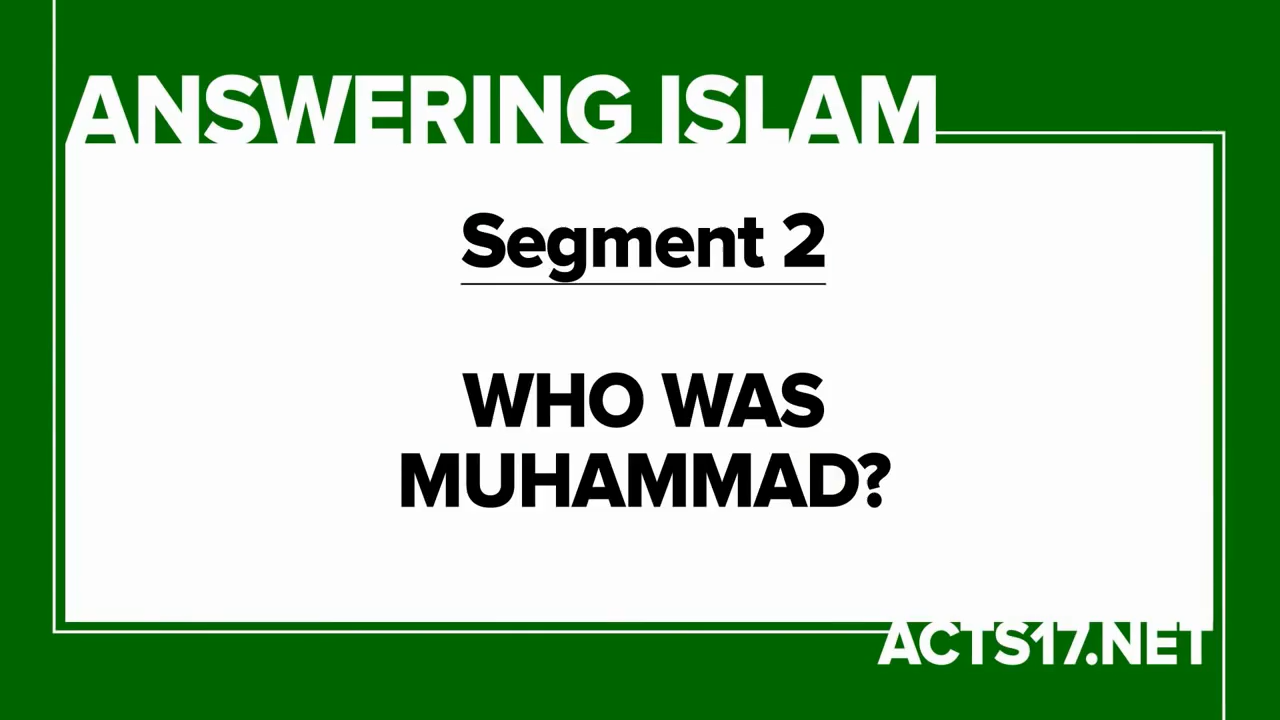 ANSWERING ISLAM
Segment 2
WHO WAS
MUHAMMAD?
ACTS17.NET